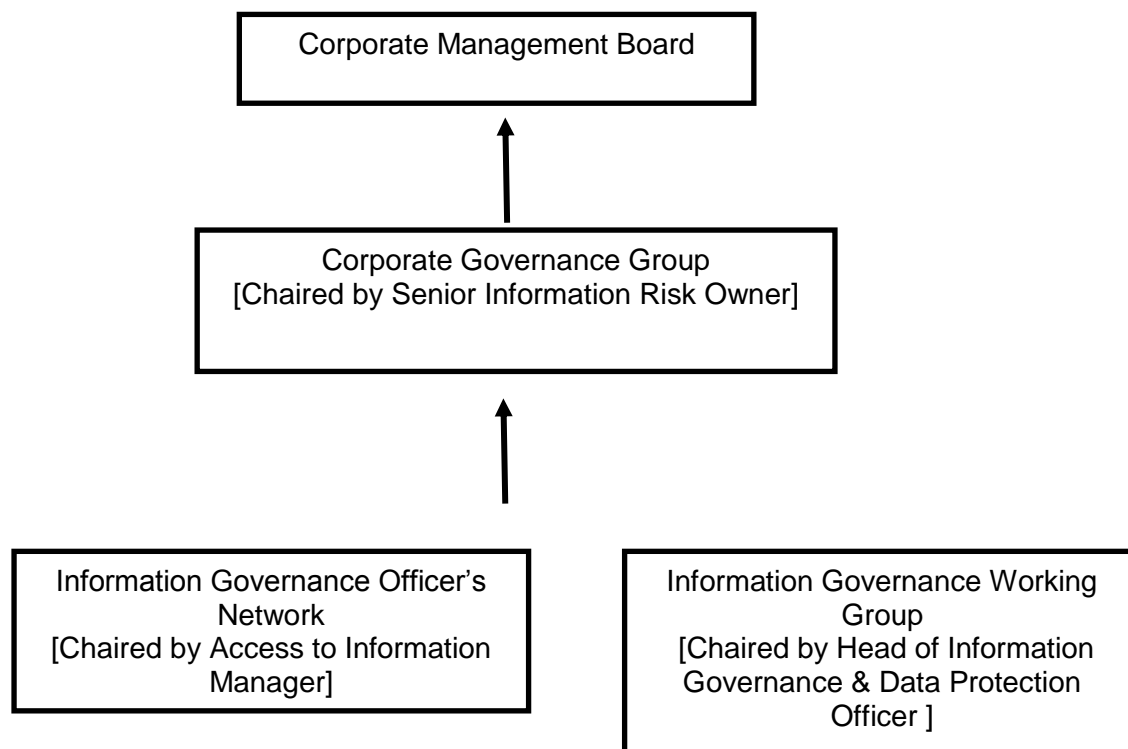 Corporate Management Board
Corporate Governance Group
[Chaired by Senior Information Risk Owner]
Information Governance Officer’s
Network
[Chaired by Access to Information
Manager]
Information Governance Working
Group
[Chaired by Head of Information
Governance & Data Protection
Officer ]